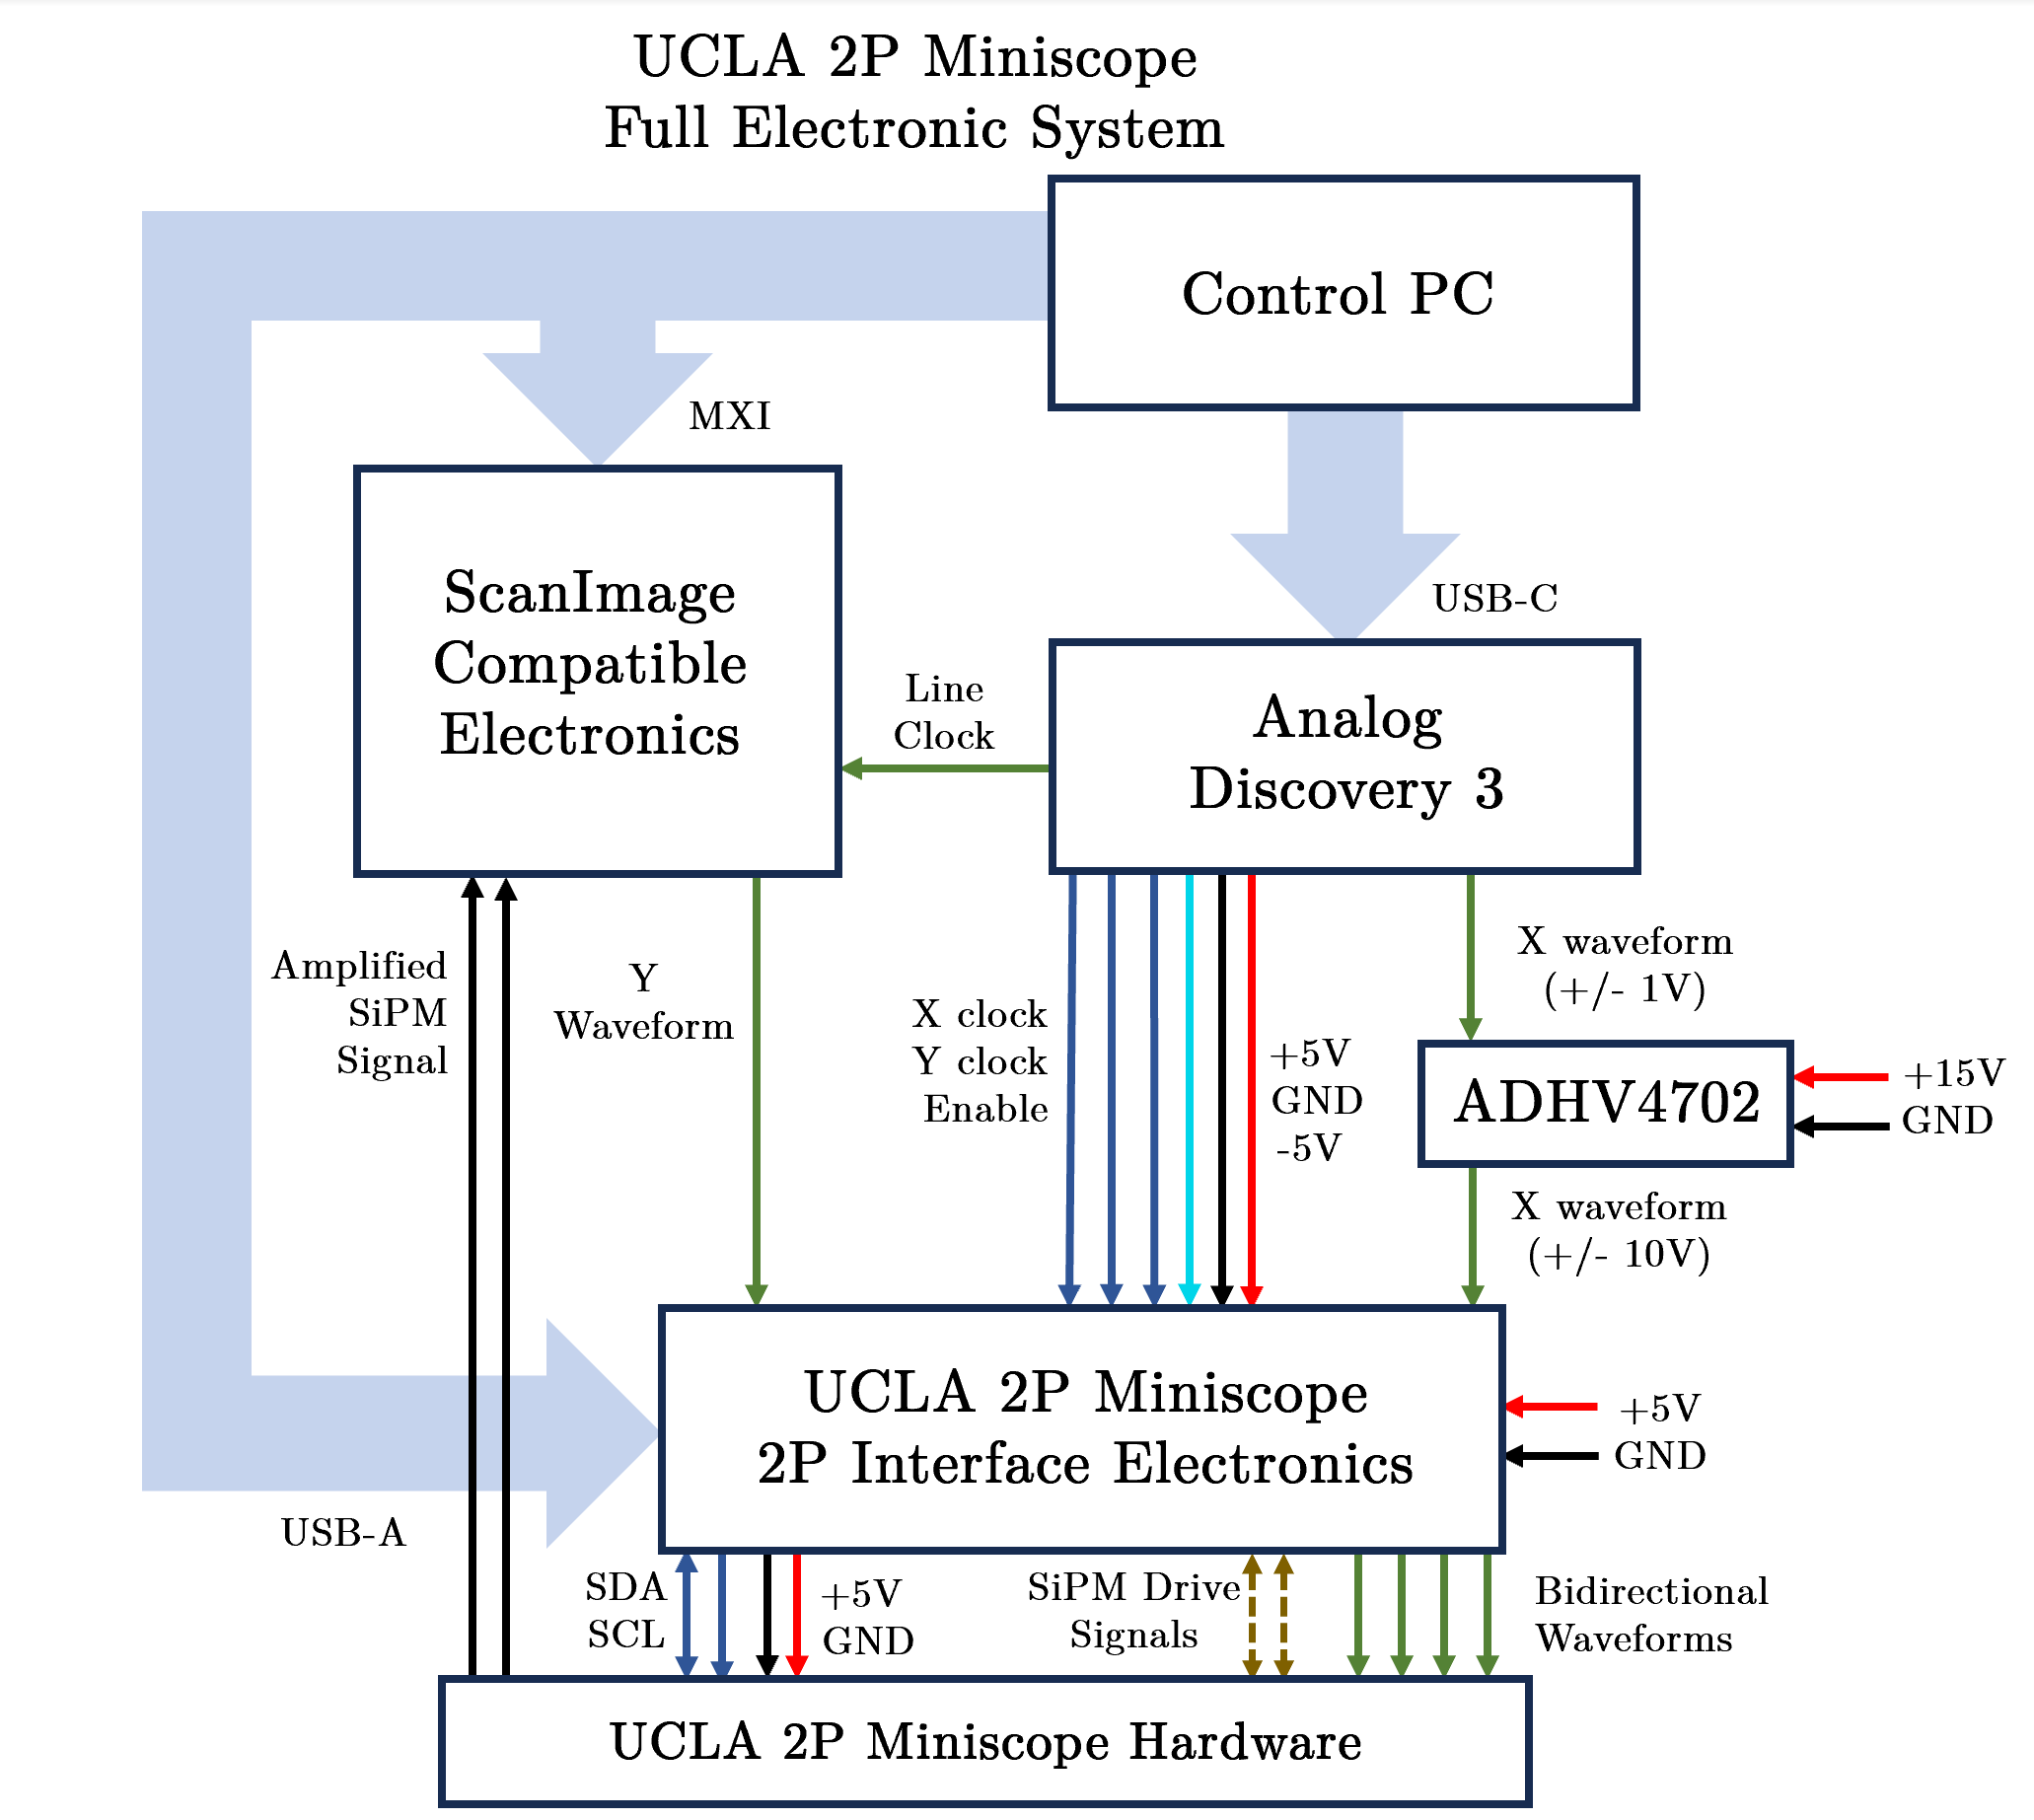 UCLA 2P Miniscope
Full Electronic System
Control PC
MXI
USB-C
ScanImage
Compatible
Electronics
Line
Clock
Analog
Discovery 3
Amplified
SiPM
Signal
Y
Waveform
X clock
Y clock
Enable
+5V
GND
-5V
X waveform
(+/- 1V)
ADHV4702
+15V
GND
X waveform
(+/- 10V)
UCLA 2P Miniscope
2P Interface Electronics
+5V
GND
USB-A
SDA
SCL
+5V
GND
SiPM Drive
Signals
Bidirectional
Waveforms
UCLA 2P Miniscope Hardware